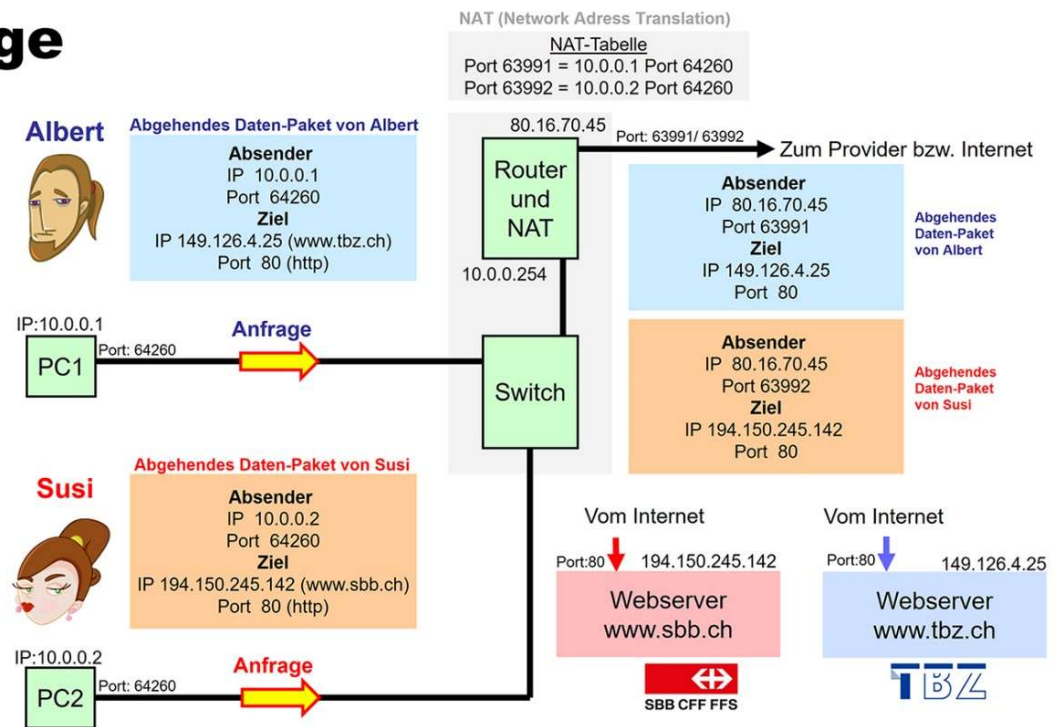 ge
NAT (Network Adress Translation)
NAT-Tabelle
Port 63991 = 10.0.0.1 Port 64260
Port 63992 = 10.0.0.2 Port 64260
Albert
Abgehendes Daten-Paket von Albert
Absender
IP 10.0.0.1
Port 64260
Ziel
IP 149.126.4.25 (www.tbz.ch)
Port 80 (http)
80.16.70.45
Port: 63991/ 63992
Zum Provider bzw. Internet
Router
und
NAT
10.0.0.254
Absender
IP 80.16.70.45
Port 63991
Ziel
IP 149.126.4.25
Port 80
Abgehendes
Daten-Paket
von Albert
IP:10.0.0.1
PC1
Port: 64260
Anfrage
Switch
Absender
IP 80.16.70.45
Port 63992
Ziel
IP 194.150.245.142
Port 80
Abgehendes
Daten-Paket
von Susi
Susi
Abgehendes Daten-Paket von Susi
Absender
IP 10.0.0.2
Port 64260
Ziel
IP 194.150.245.142 (www.sbb.ch)
Port 80 (http)
IP:10.0.0.2
PC2
Port: 64260
Anfrage
Vom Internet
Port:80
194.150.245.142
Webserver
www.sbb.ch
SBB CFF FFS
Vom Internet
Port:80
149.126.4.25
Webserver
www.tbz.ch
TBZ